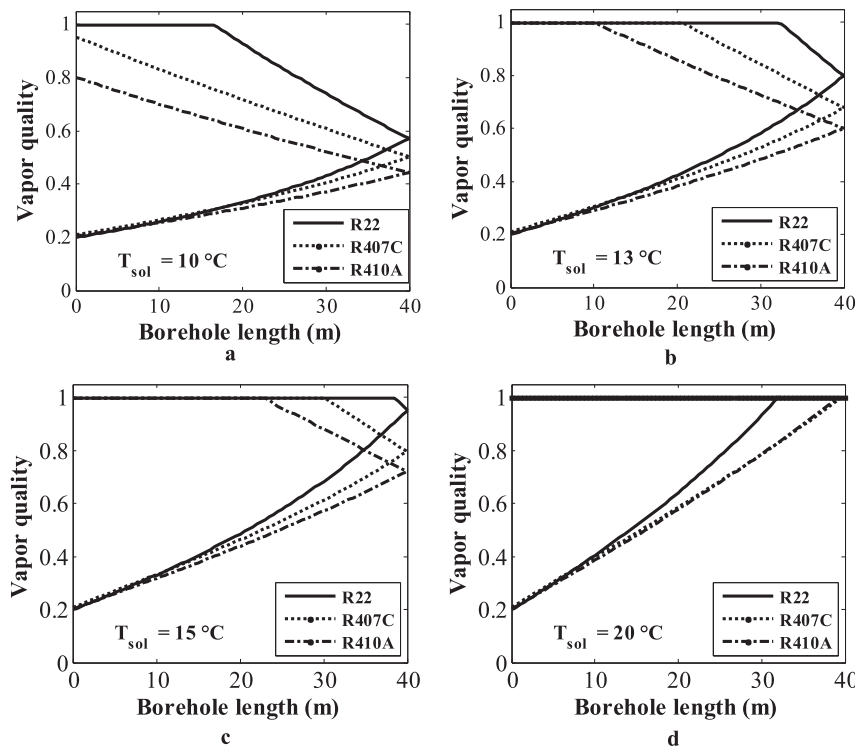 1
0.8
0.6
0.4
0.2
0
Vapor quality
R22
R407C
R410A
T sol = 10 °C
0 10 20 30 40
Borehole length (m)
a
1
0.8
0.6
0.4
0.2
0
Vapor quality
R22
R407C
R410A
T sol = 13 °C
0 10 20 30 40
Borehole length (m)
b
1
0.8
0.6
0.4
0.2
0
Vapor quality
R22
R407C
R410A
T sol = 15 °C
0 10 20 30 40
Borehole length (m)
c
1
0.8
0.6
0.4
0.2
0
Vapor quality
R22
R407C
R410A
T sol = 20 °C
0 10 20 30 40
Borehole length (m)
d